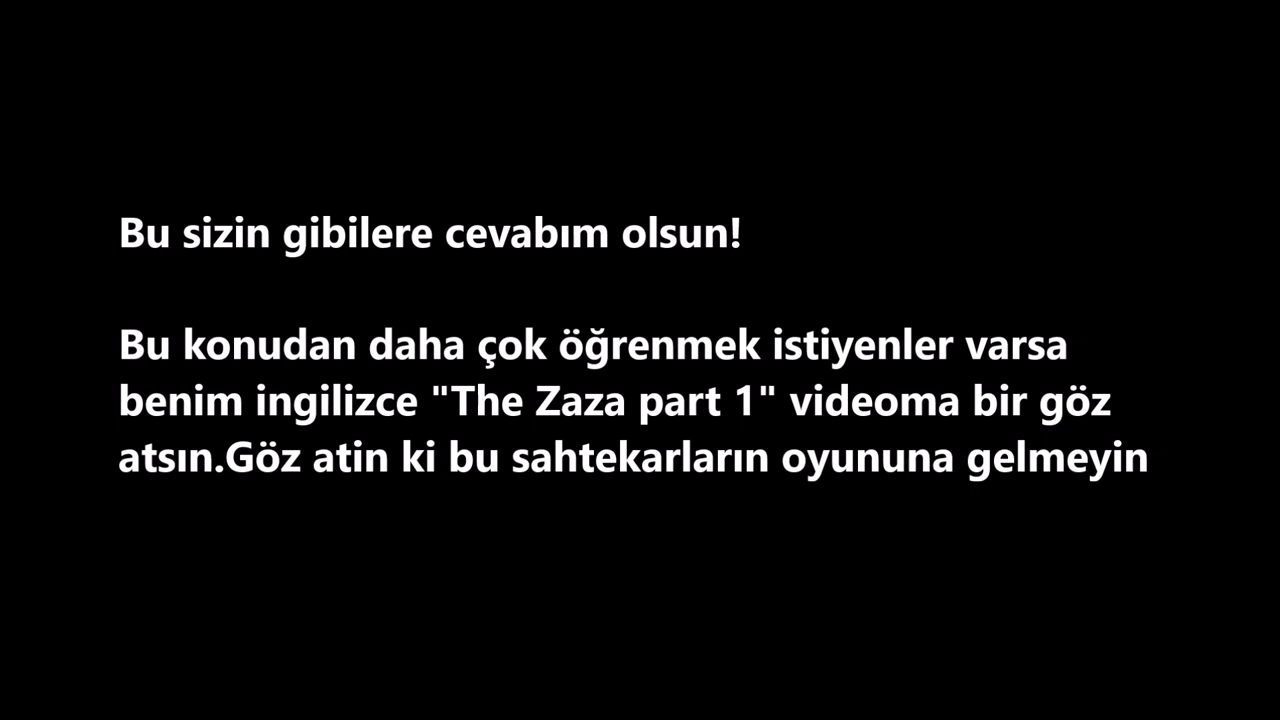 Bu sizin gibilere cevabım olsun!
Bu konudan daha çok öğrenmek istiyenler varsa
benim ingilizce "The Zaza part 1" videoma bir göz
atsın.Göz atin ki bu sahtekarların oyununa gelmeyin